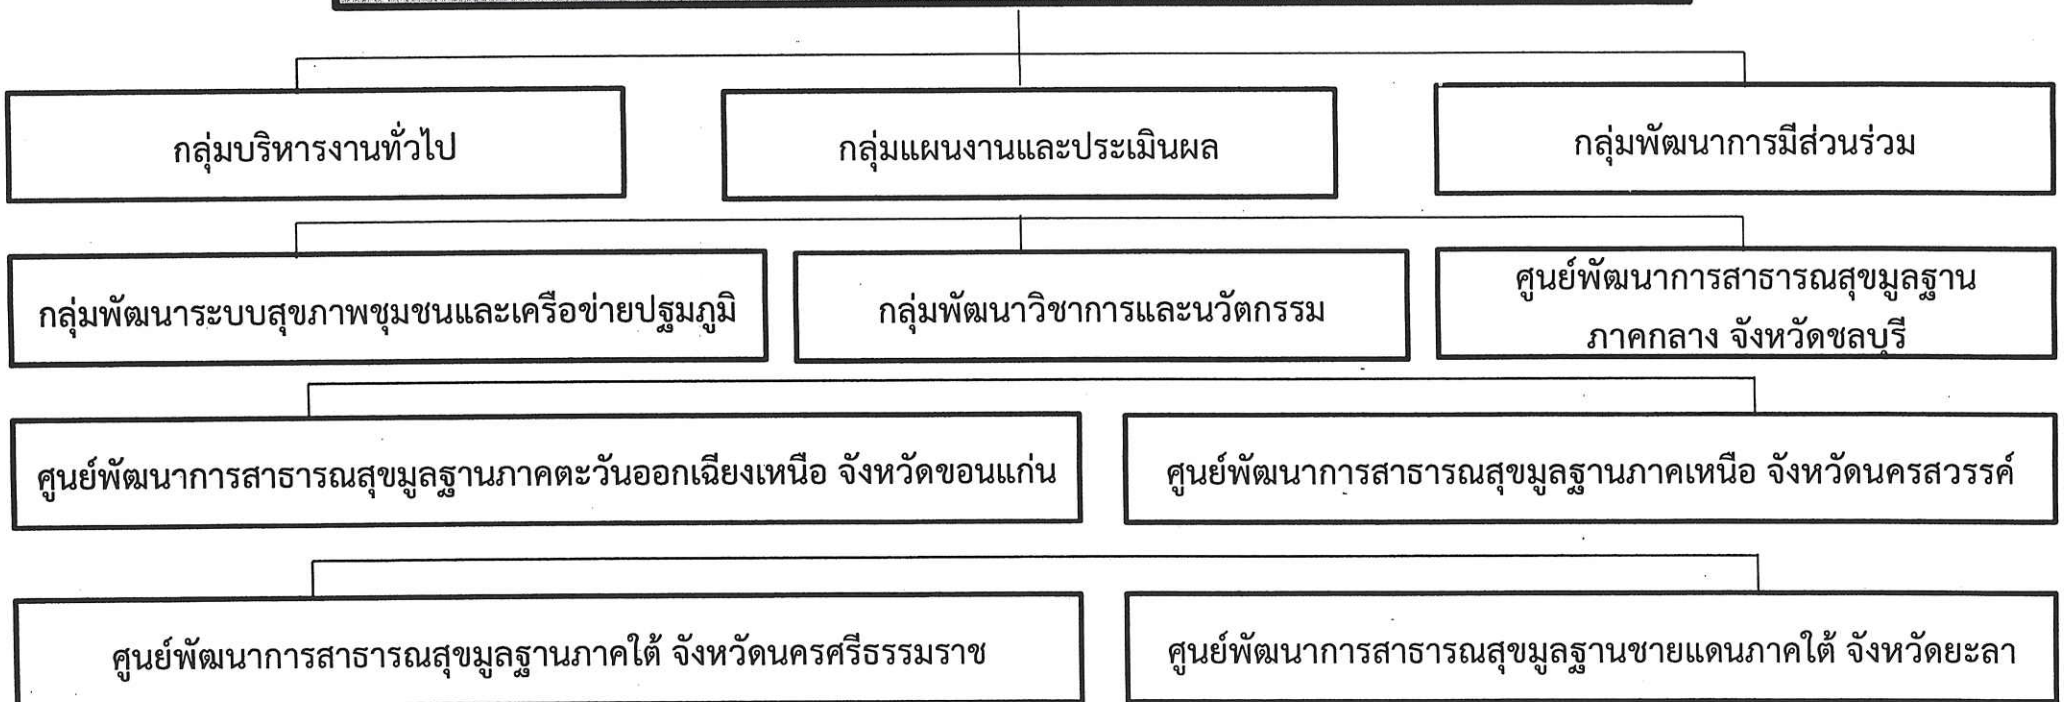 กลุ่มบริหารงานทั่วไป
กลุ่มแผนงานและประเมินผล
กลุ่มพัฒนาการมีส่วนร่วม
กลุ่มพัฒนาระบบสุขภาพชุมชนและเครือข่ายปฐมภูมิ
กลุ่มพัฒนาวิชาการและนวัตกรรม
ศูนย์พัฒนาการสาธารณสุขมูลฐาน
ภาคกลาง จังหวัดชลบุรี
ศูนย์พัฒนาการสาธารณสุขมูลฐานภาคตะวันออกเฉียงเหนือ จังหวัดขอนแก่น
ศูนย์พัฒนาการสาธารณสุขมูลฐานภาคเหนือ จังหวัดนครสวรรค์
ศูนย์พัฒนาการสาธารณสุขมูลฐานภาคใต้ จังหวัดนครศรีธรรมราช
ศูนย์พัฒนาการสาธารณสุขมูลฐานชายแดนภาคใต้ จังหวัดยะลา